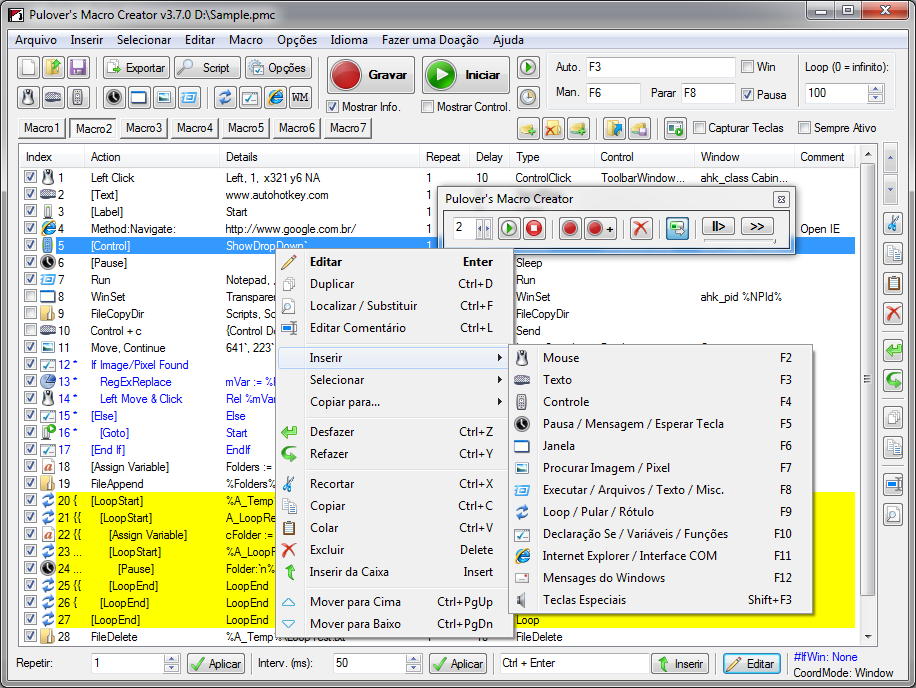 Pulover's Macro Creator v3.7.0 D:\Sample.pmc
Arquivo Inserir Selecionar Editar Macro Opções Idioma Fazer uma Doação Ajuda
Exportar Script Opções Gravar Iniciar Auto. F3 Win Loop (0 = infinito):
WM Mostrar Info. Mostrar Control. Man. F6 Parar F8 Pausa 100
Macro1 Macro2 Macro3 Macro4 Macro5 Macro6 Macro7 Capturar Teclas Sempre Ativo
Index Action Details Repeat Delay Type Control Window Comment
1 Left Click Left, 1, x321 y6 NA 1 10 ControlClick ToolbarWindow... ahk_class Cabin...
2 [Text] www.autohotkey.com 1
3 [Label] Start 1
4 Method:Navigate: http://www.google.com.br/ 1 Open IE
5 [Control] ShowDropDown` 1
6 [Pause] Sleep
7 Run Notepad, , Run
8 WinSet Transparen WinSet ahk_pid %NPId%
9 FileCopyDir Scripts, Sc FileCopyDir
10 Control + c {Control Do Send
11 Move, Continue 641`, 223`
12 * If Image/Pixel Found
13 * RegExReplace mVar := %
14 * Left Move & Click Rel %mVar
15 * [Else] Else
16 * [Goto] Start
17 [End If] EndIf
18 [Assign Variable] Folders :=
19 FileAppend %Folders%
20 { [LoopStart] %A_Temp
21 {{ [LoopStart] A_LoopRe
22 {{ [Assign Variable] cFolder :=
23 ... [LoopStart] %A_LoopF
24 ... [Pause] Folder:`n%
25 {{ [LoopEnd] LoopEnd
26 { [LoopEnd] LoopEnd
27 [LoopEnd] LoopEnd Loop
28 FileDelete %A_Temp% FileDelete
Pulover's Macro Creator
2 + II> >>
Editar Enter
Duplicar Ctrl+D
Localizar / Substituir Ctrl+F
Editar Comentário Ctrl+L
Inserir
Selecionar
Copiar para...
Desfazer Ctrl+Z
Refazer Ctrl+Y
Recortar Ctrl+X
Copiar Ctrl+C
Colar Ctrl+V
Excluir Delete
Inserir da Caixa Insert
Mover para Cima Ctrl+PgUp
Mover para Baixo Ctrl+PgDn
Mouse F2
Texto F3
Controle F4
Pausa / Mensagem / Esperar Tecla F5
Janela F6
Procurar Imagem / Pixel F7
Executar / Arquivos / Texto / Misc. F8
Loop / Pular / Rótulo F9
Declaração Se / Variáveis / Funções F10
Internet Explorer / Interface COM F11
Mensagens do Windows F12
Teclas Especiais Shift+F3
Repetir: 1 Aplicar Interv. (ms): 50 Aplicar Ctrl + Enter Inserir Editar
#IfWin: None
CoordMode: Window